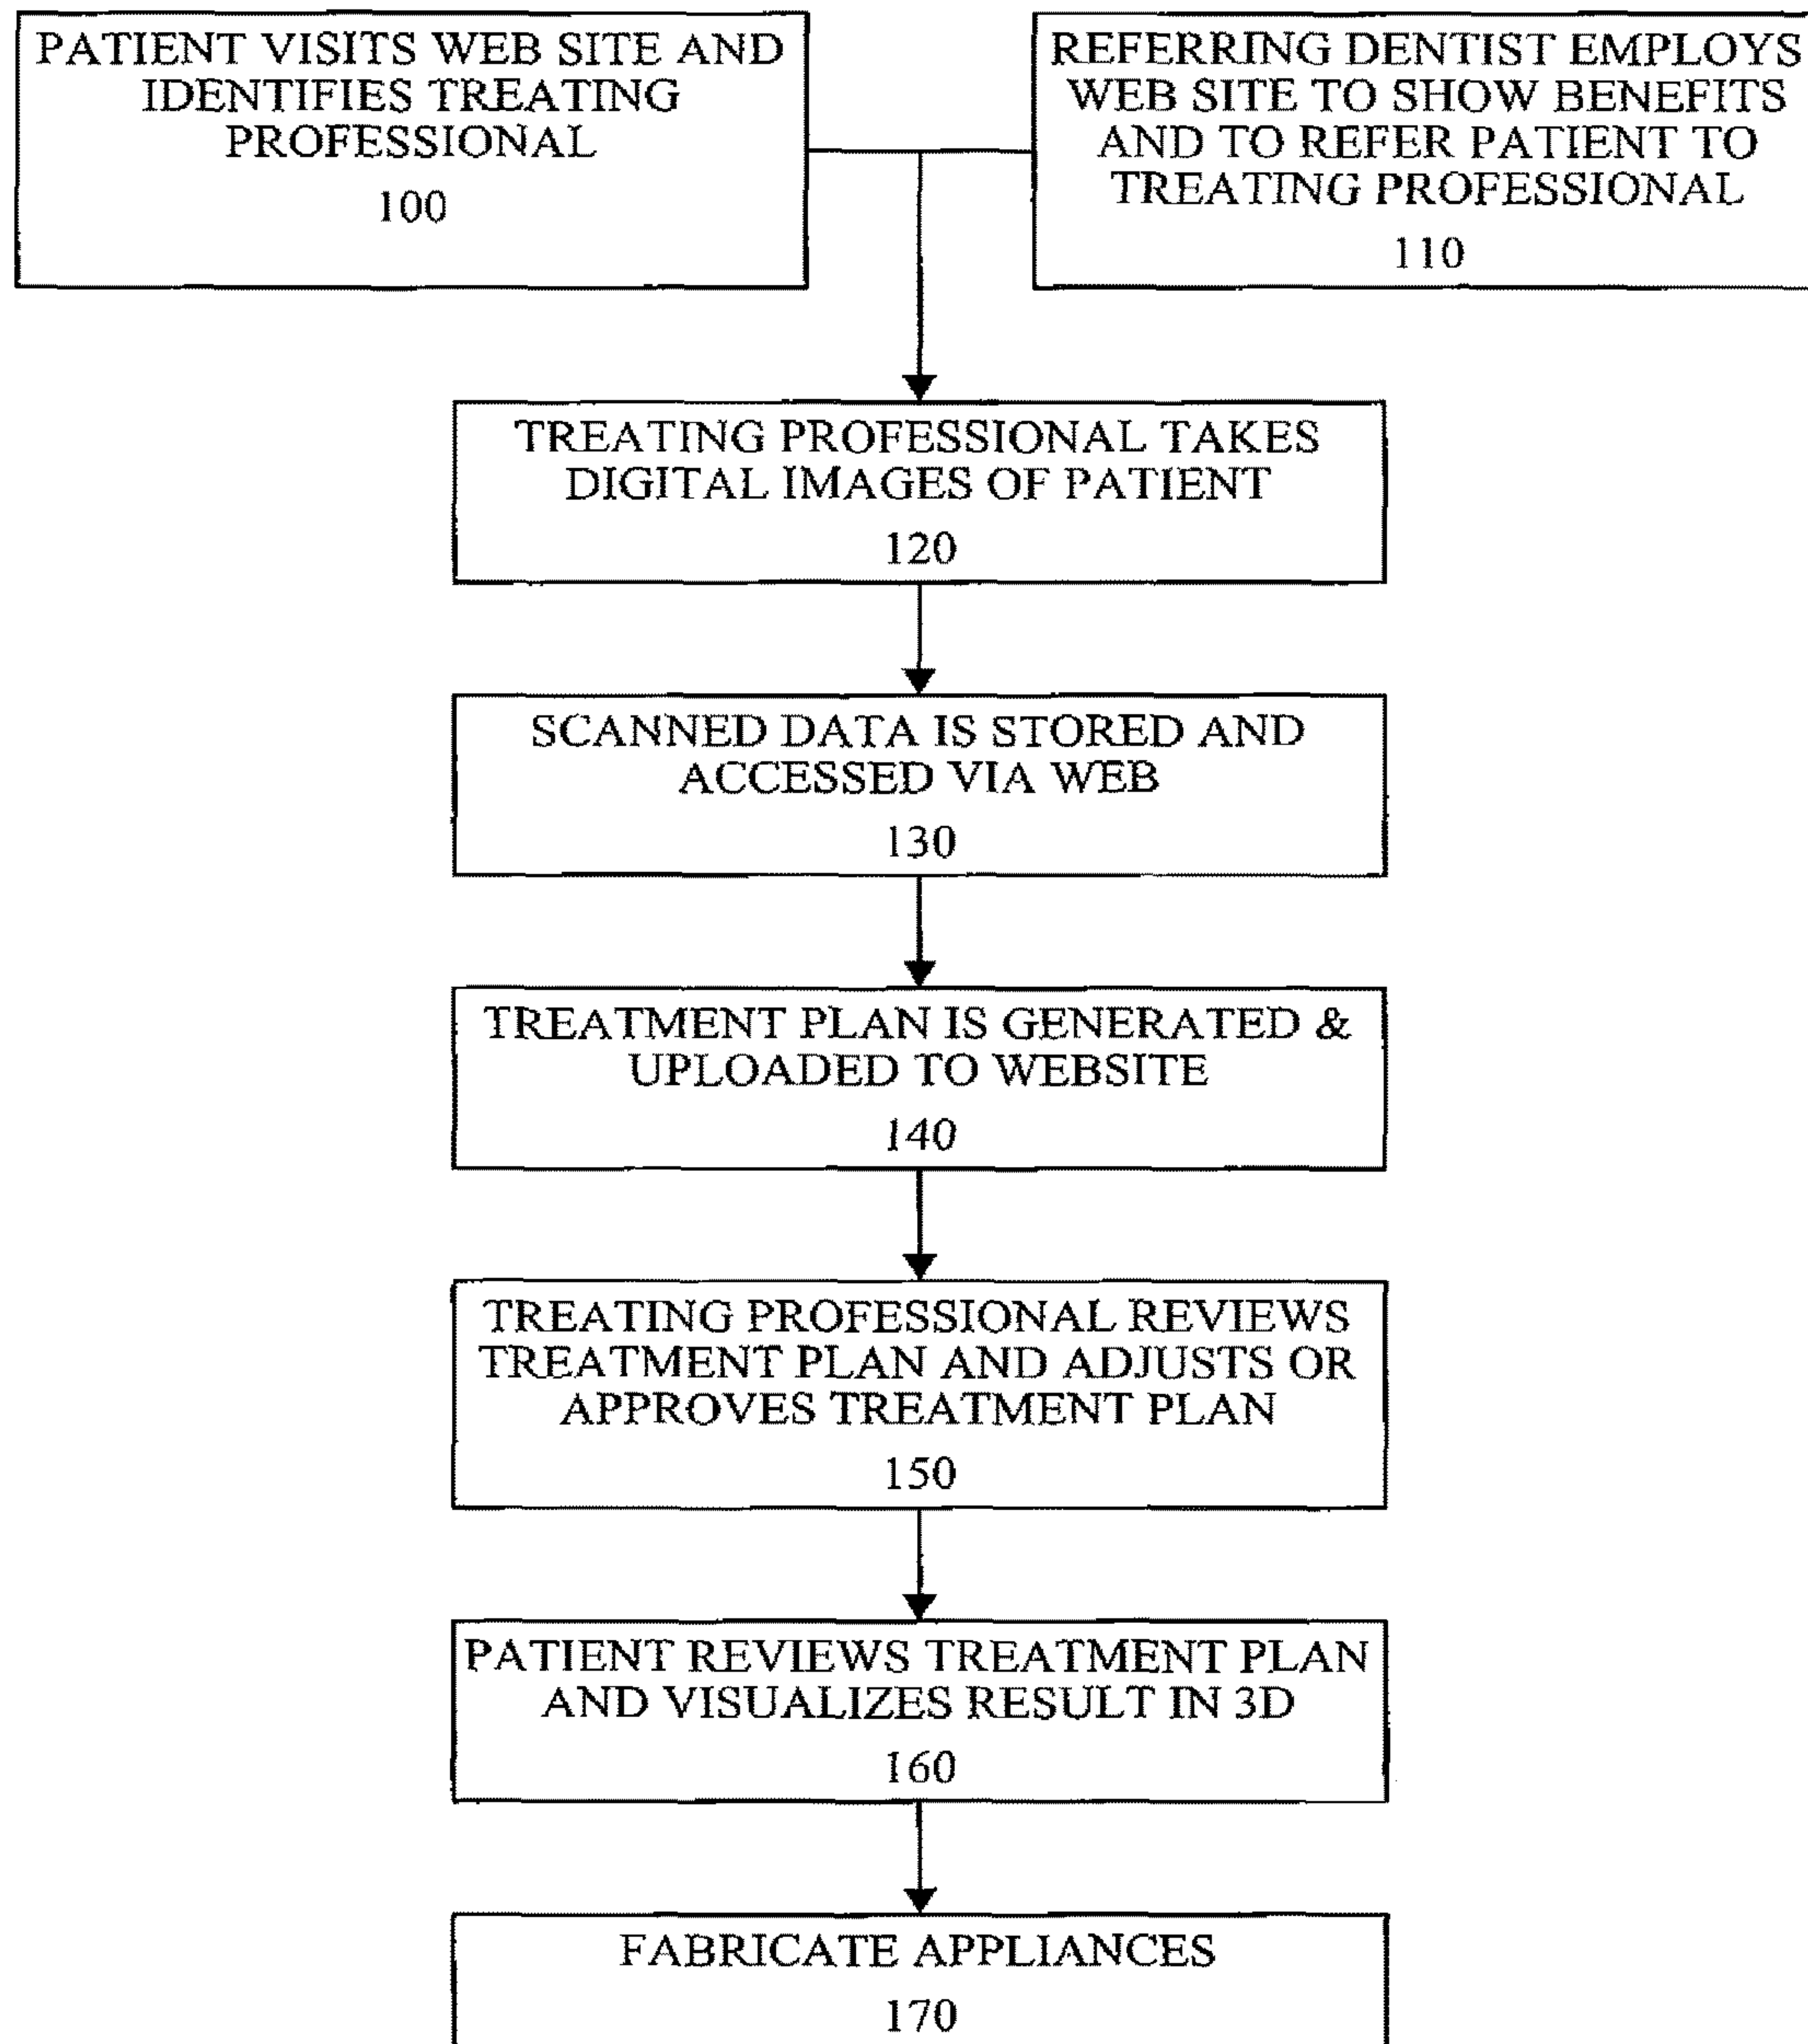 PATIENT VISITS WEB SITE AND
IDENTIFIES TREATING
PROFESSIONAL
100
REFERRING DENTIST EMPLOYS
WEB SITE TO SHOW BENEFITS
AND TO REFER PATIENT TO
TREATING PROFESSIONAL
110
TREATING PROFESSIONAL TAKES
DIGITAL IMAGES OF PATIENT
120
SCANNED DATA IS STORED AND
ACCESSED VIA WEB
130
TREATMENT PLAN IS GENERATED &
UPLOADED TO WEBSITE
140
TREATING PROFESSIONAL REVIEWS
TREATMENT PLAN AND ADJUSTS OR
APPROVES TREATMENT PLAN
150
PATIENT REVIEWS TREATMENT PLAN
AND VISUALIZES RESULT IN 3D
160
FABRICATE APPLIANCES
170